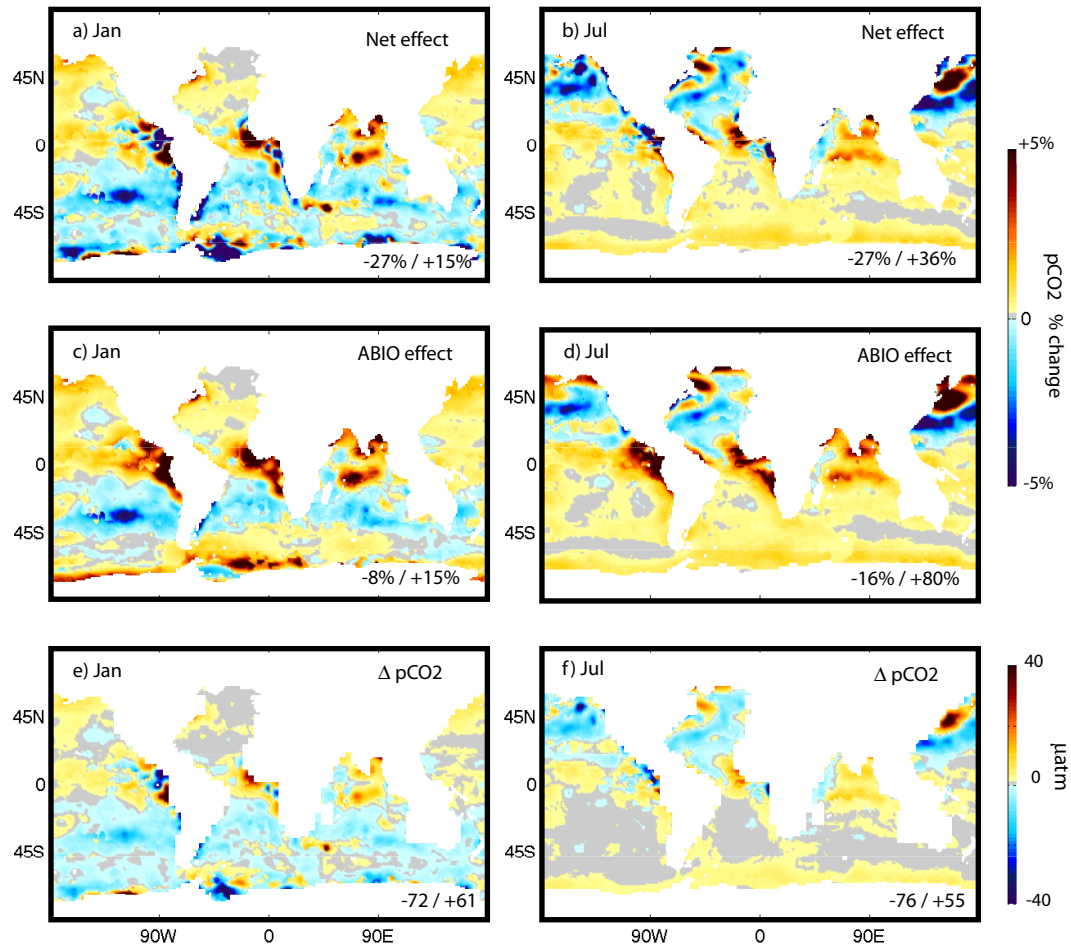 a) Jan
Net effect
45N
0
45S
-27% / +15%
b) Jul
Net effect
45N
0
45S
-27% / +36%
c) Jan
ABIO effect
45N
0
45S
-8% / +15%
d) Jul
ABIO effect
45N
0
45S
-16% / +80%
+5%
0
-5%
pCO2 % change
e) Jan
Δ pCO2
45N
0
45S
-72 / +61
90W
0
90E
f) Jul
Δ pCO2
45N
0
45S
-76 / +55
90W
0
90E
40
0
-40
µatm